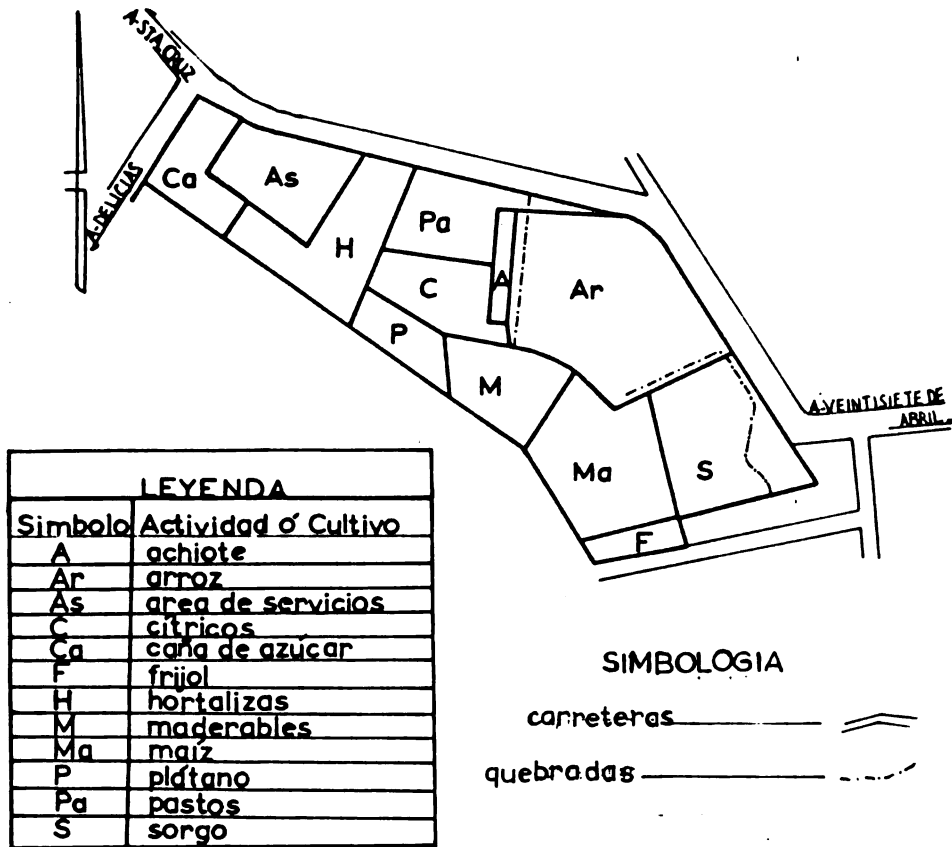 A-STA.CRUZ
A-DELICIAS
Ca
As
H
Pa
A
C
Ar
P
M
Ma
S
F
A-VEINTISIETE DE
ABRIL.
LEYENDA
Simbolo Actividad ó Cultivo
A achiote
Ar arroz
As area de servicios
C cítricos
Ca caña de azúcar
F frijol
H hortalizas
M maderables
Ma maíz
P plátano
Pa pastos
S sorgo
SIMBOLOGIA
carreteras
quebradas